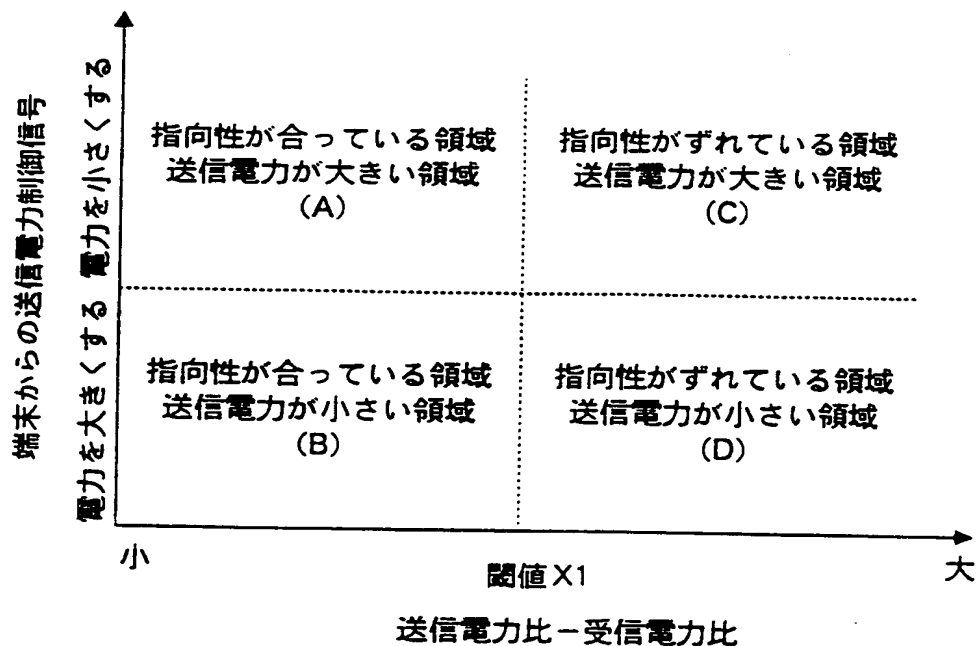 端末からの送信電力制御信号
電力を大きくする 電力を小さくする
指向性が合っている領域
送信電力が大きい領域
(A)
指向性がずれている領域
送信電力が大きい領域
(C)
指向性が合っている領域
送信電力が小さい領域
(B)
指向性がずれている領域
送信電力が小さい領域
(D)
小
閾値X1
大
送信電力比−受信電力比